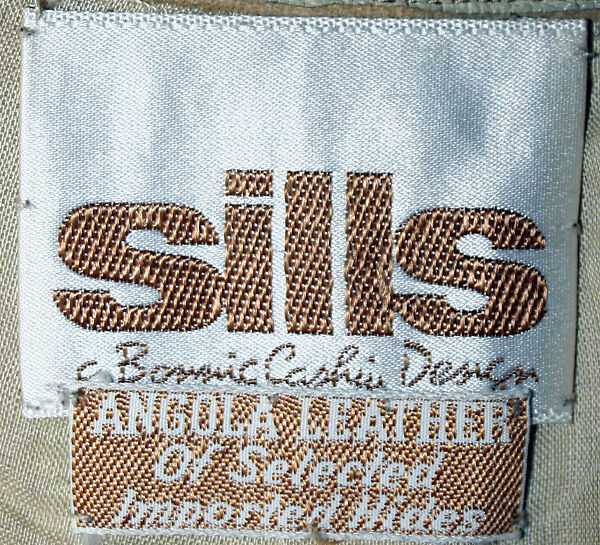 sills
a Bonnie Cashin Design
ANGOLA LEATHER
Of Selected
Imported Hides